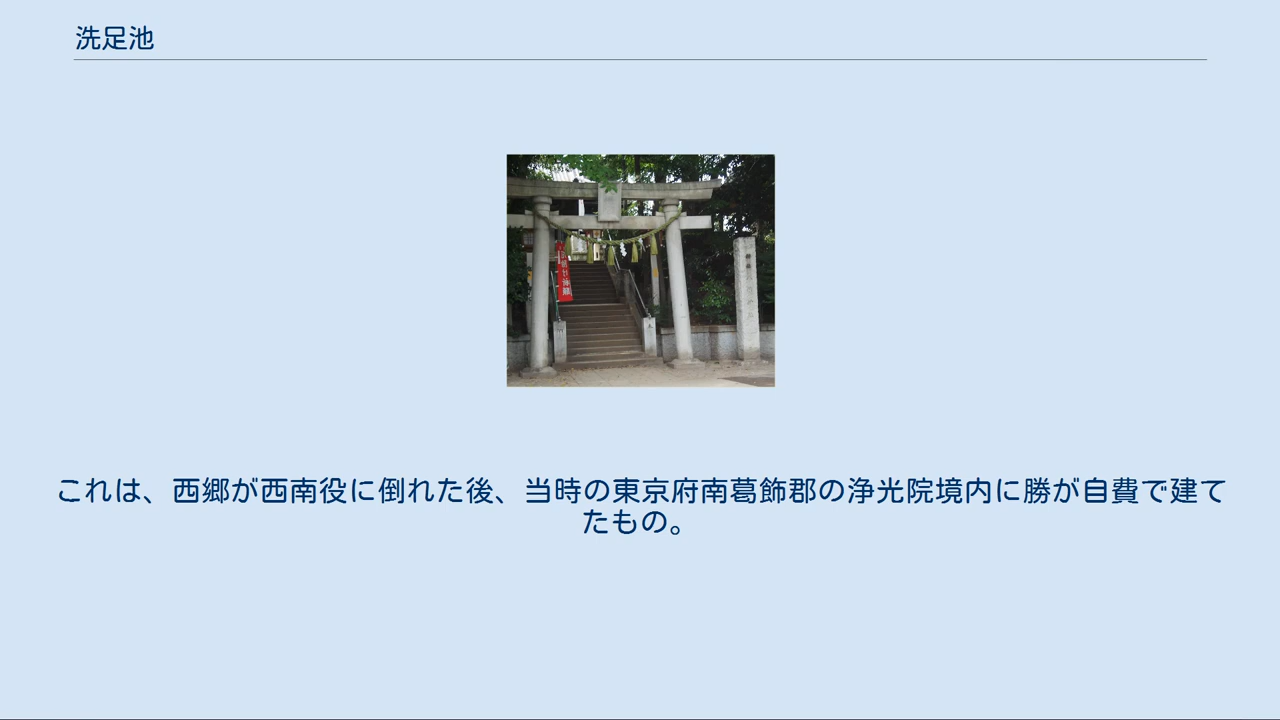 洗足池
これは、西郷が西南役に倒れた後、当時の東京府南葛飾郡の浄光院境内に勝が自費で建て
たもの。